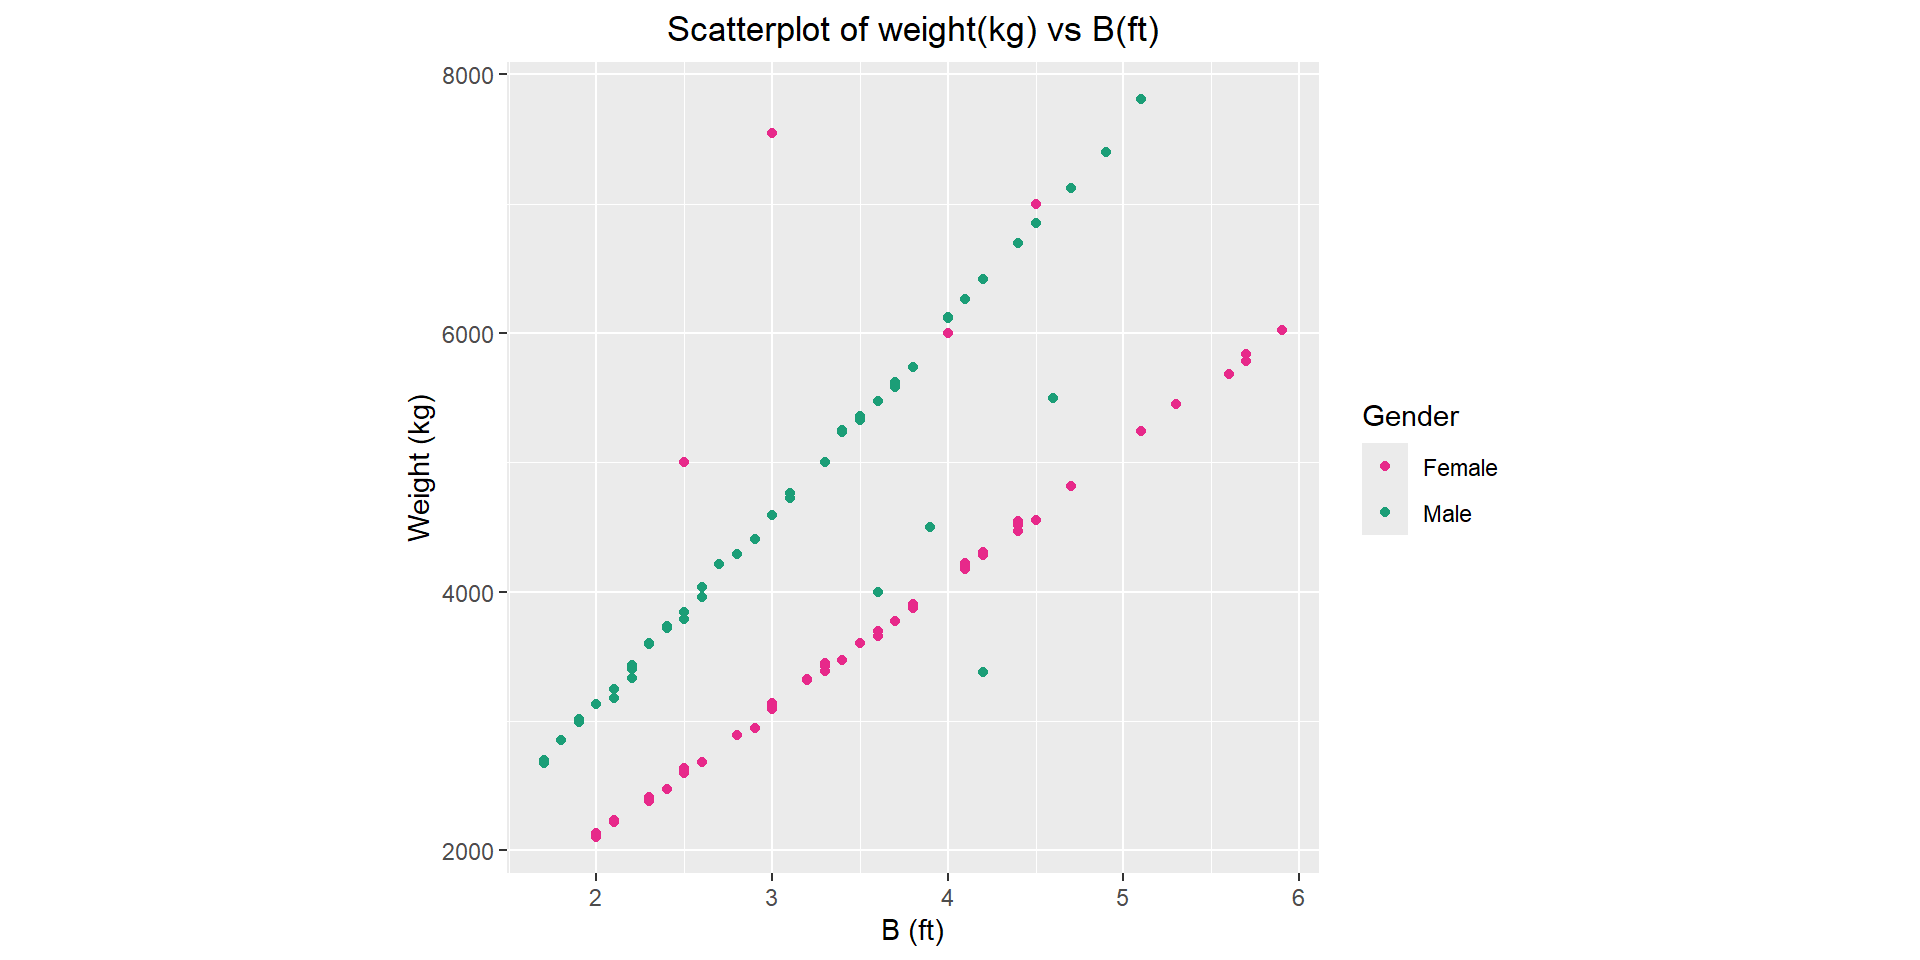 Scatterplot of weight(kg) vs B(ft)
8000
6000
4000
2000
Weight (kg)
2 3 4 5 6
B (ft)
Gender
Female
Male